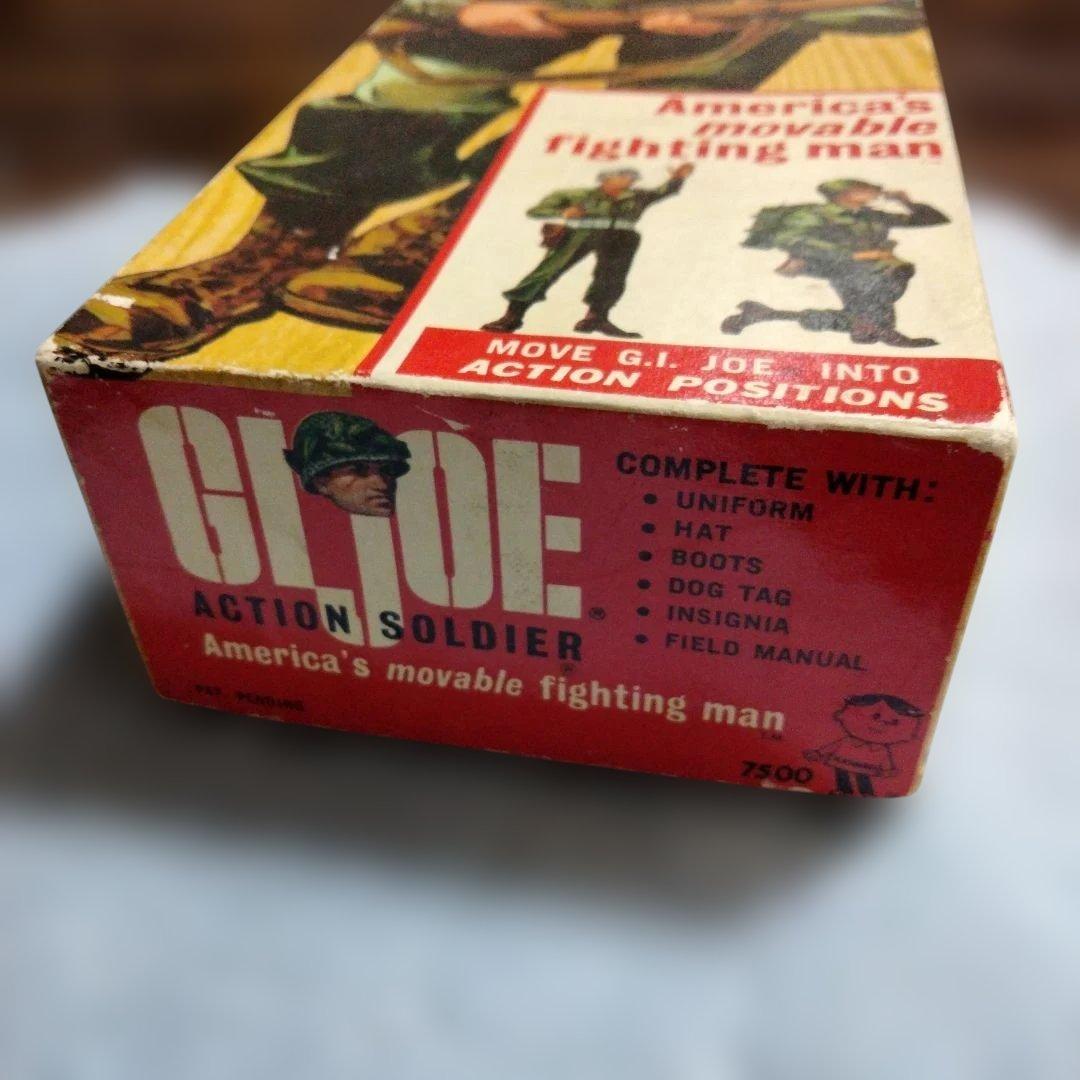 America's
movable
fighting man
MOVE G.I. JOE INTO
ACTION POSITIONS
GI JOE®
ACTION SOLDIER®
America's movable fighting man
TM
PAT. PENDING
COMPLETE WITH:
• UNIFORM
• HAT
• BOOTS
• DOG TAG
• INSIGNIA
• FIELD MANUAL
7500